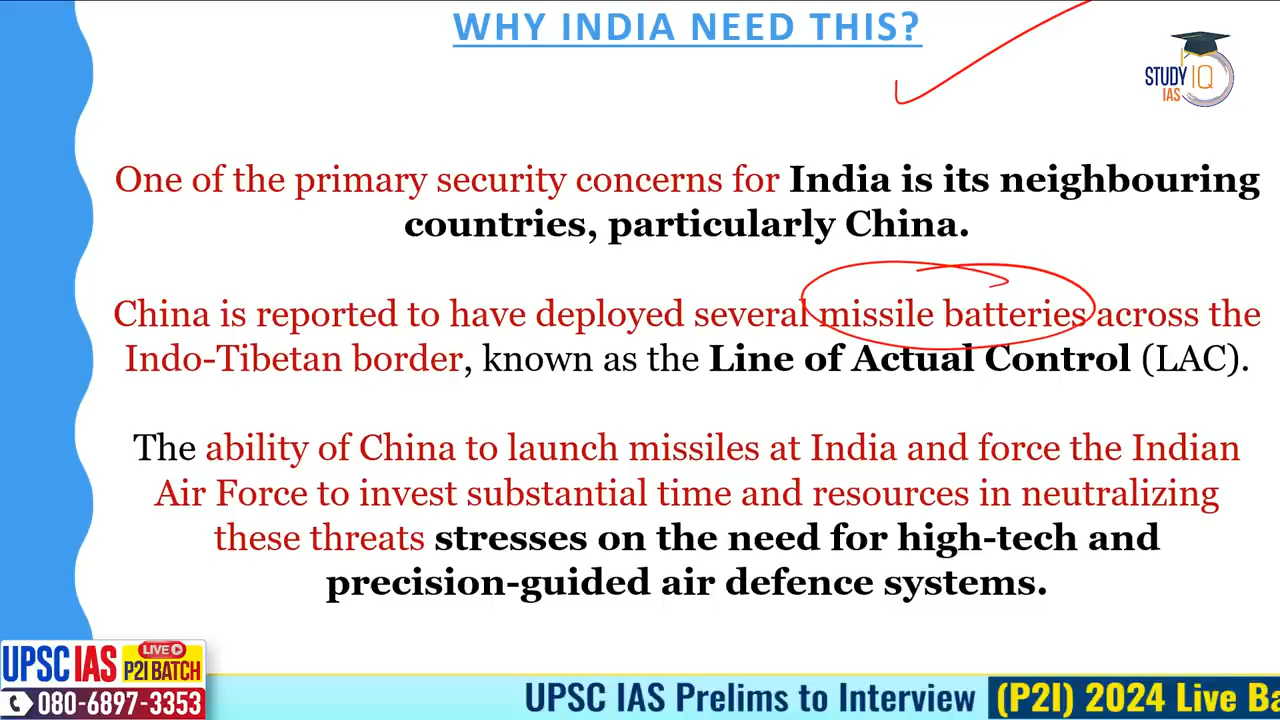 WHY INDIA NEED THIS?
STUDY IQ
IAS
One of the primary security concerns for India is its neighbouring
countries, particularly China.
China is reported to have deployed several missile batteries across the
Indo-Tibetan border, known as the Line of Actual Control (LAC).
The ability of China to launch missiles at India and force the Indian
Air Force to invest substantial time and resources in neutralizing
these threats stresses on the need for high-tech and
precision-guided air defence systems.
UPSC IAS LIVE P2I BATCH
080-6897-3353
UPSC IAS Prelims to Interview (P2I) 2024 Live Ba